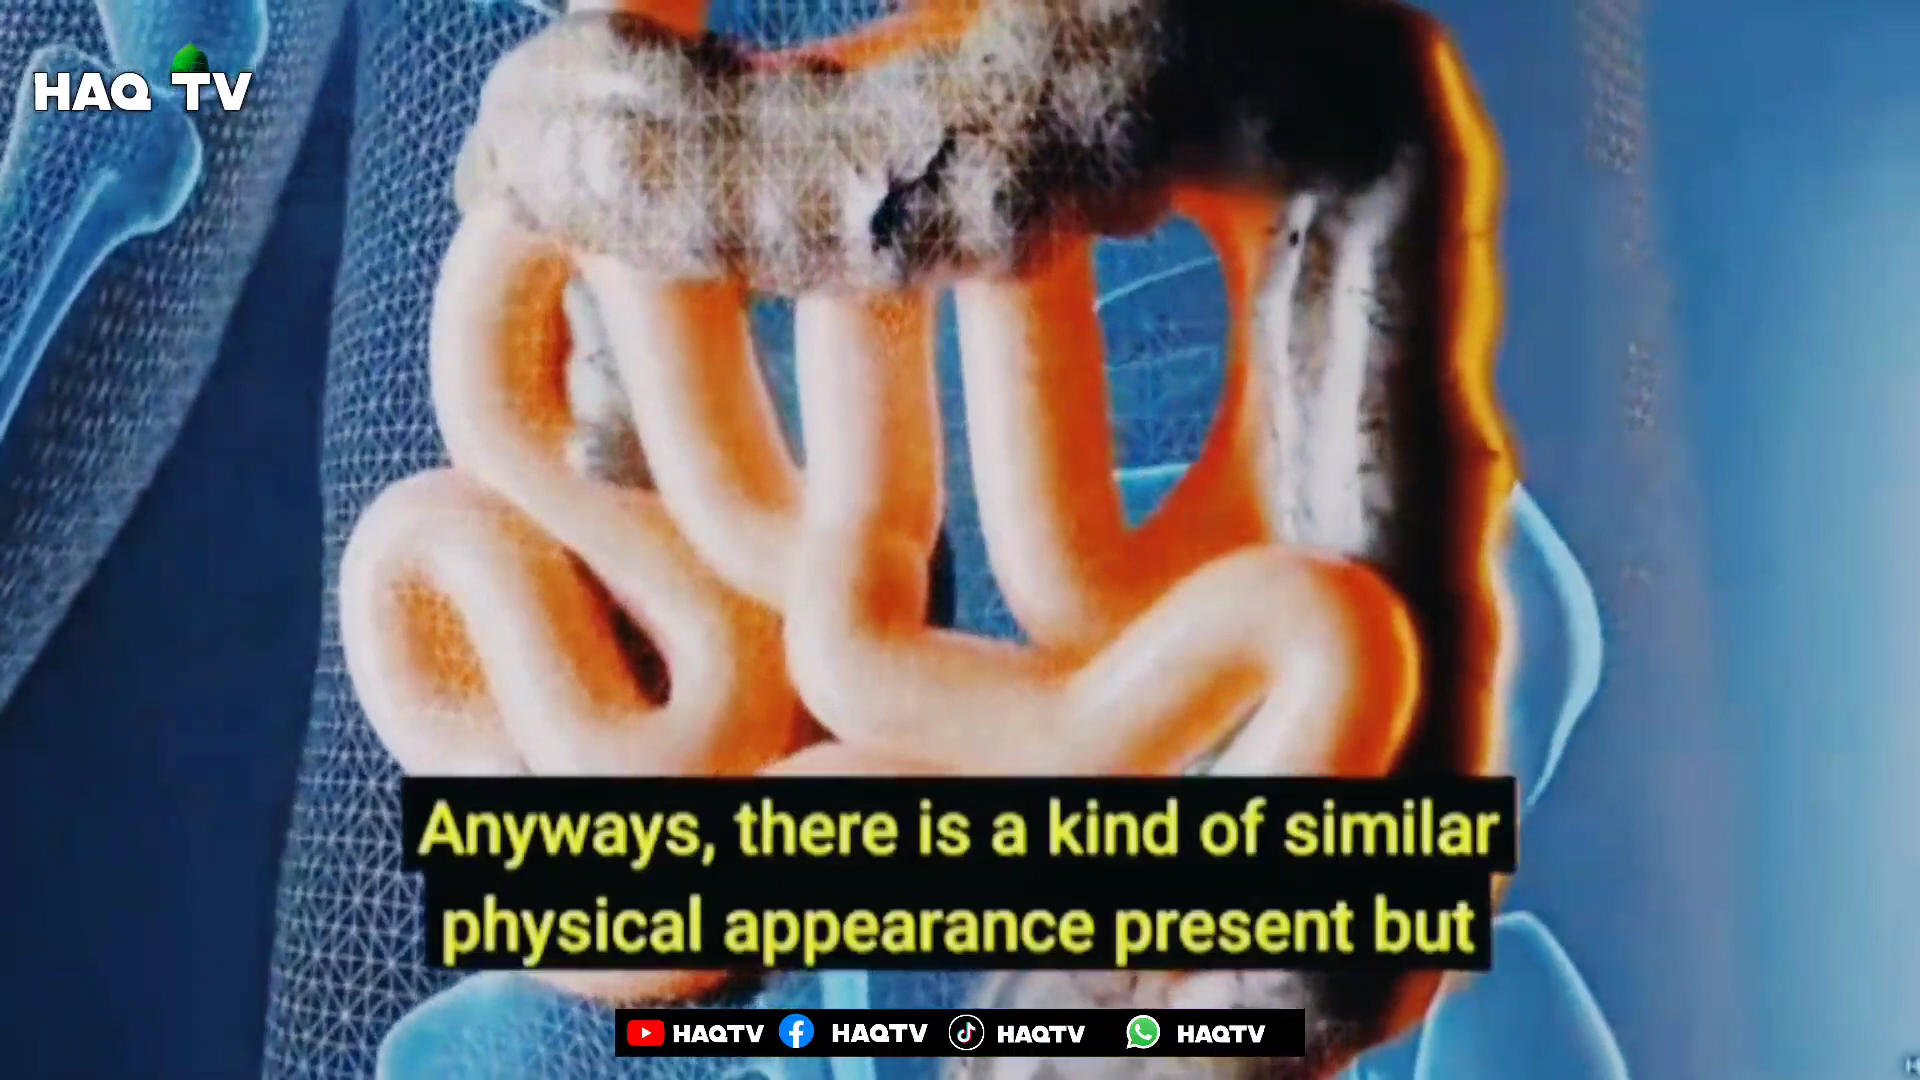 HAQ TV
Anyways, there is a kind of similar
physical appearance present but
HAQTV HAQTV HAQTV HAQTV